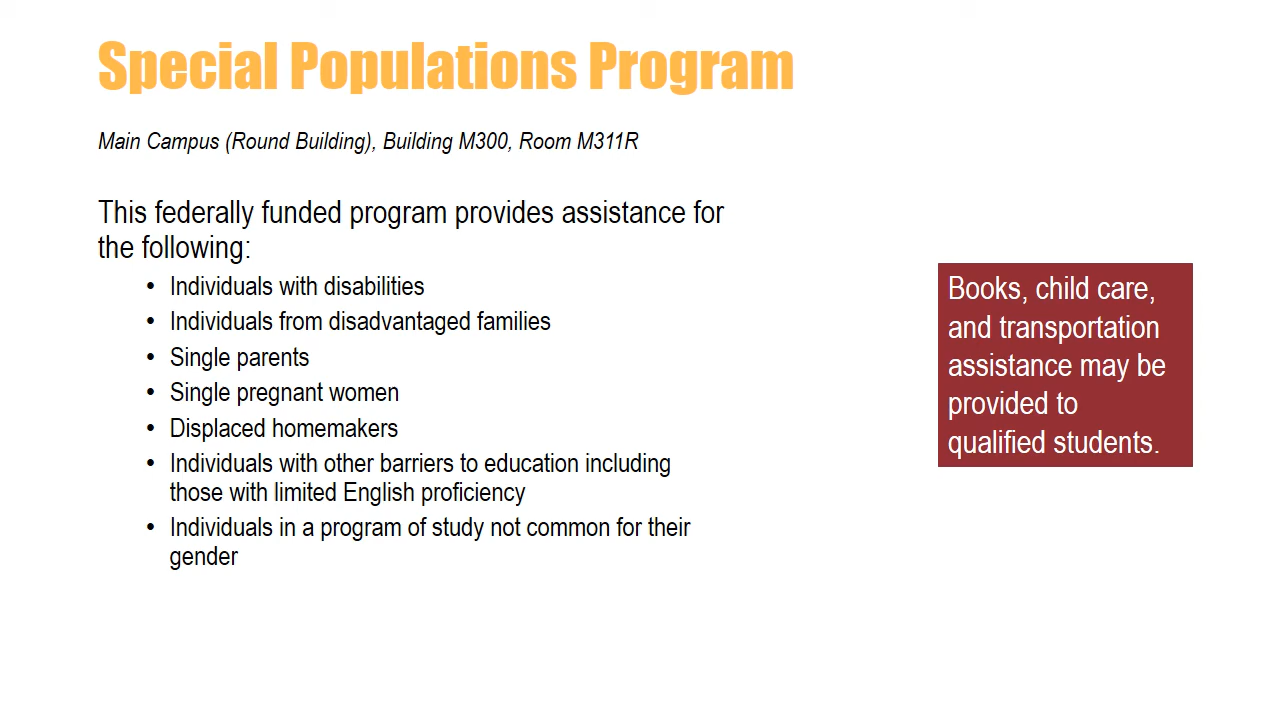 Special Populations Program
Main Campus (Round Building), Building M300, Room M311R
This federally funded program provides assistance for
the following:
• Individuals with disabilities
• Individuals from disadvantaged families
• Single parents
• Single pregnant women
• Displaced homemakers
• Individuals with other barriers to education including
those with limited English proficiency
• Individuals in a program of study not common for their
gender
Books, child care,
and transportation
assistance may be
provided to
qualified students.